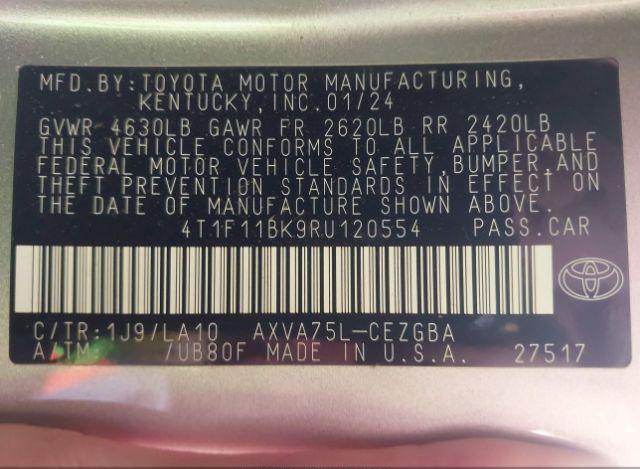 MFD.BY:TOYOTA MOTOR MANUFACTURING,
KENTUCKY,INC.01/24
GVWR 4630LB GAWR FR 2620LB RR 2420LB
THIS VEHICLE CONFORMS TO ALL APPLICABLE
FEDERAL MOTOR VEHICLE SAFETY,BUMPER,AND
THEFT PREVENTION STANDARDS IN EFFECT ON
THE DATE OF MANUFACTURE SHOWN ABOVE.
4T1F11BK9RU120554 PASS.CAR
C/TR:1J9/LA10 AXVA75L-CEZGBA
A/TM: /UB80F MADE IN U.S.A. 27517